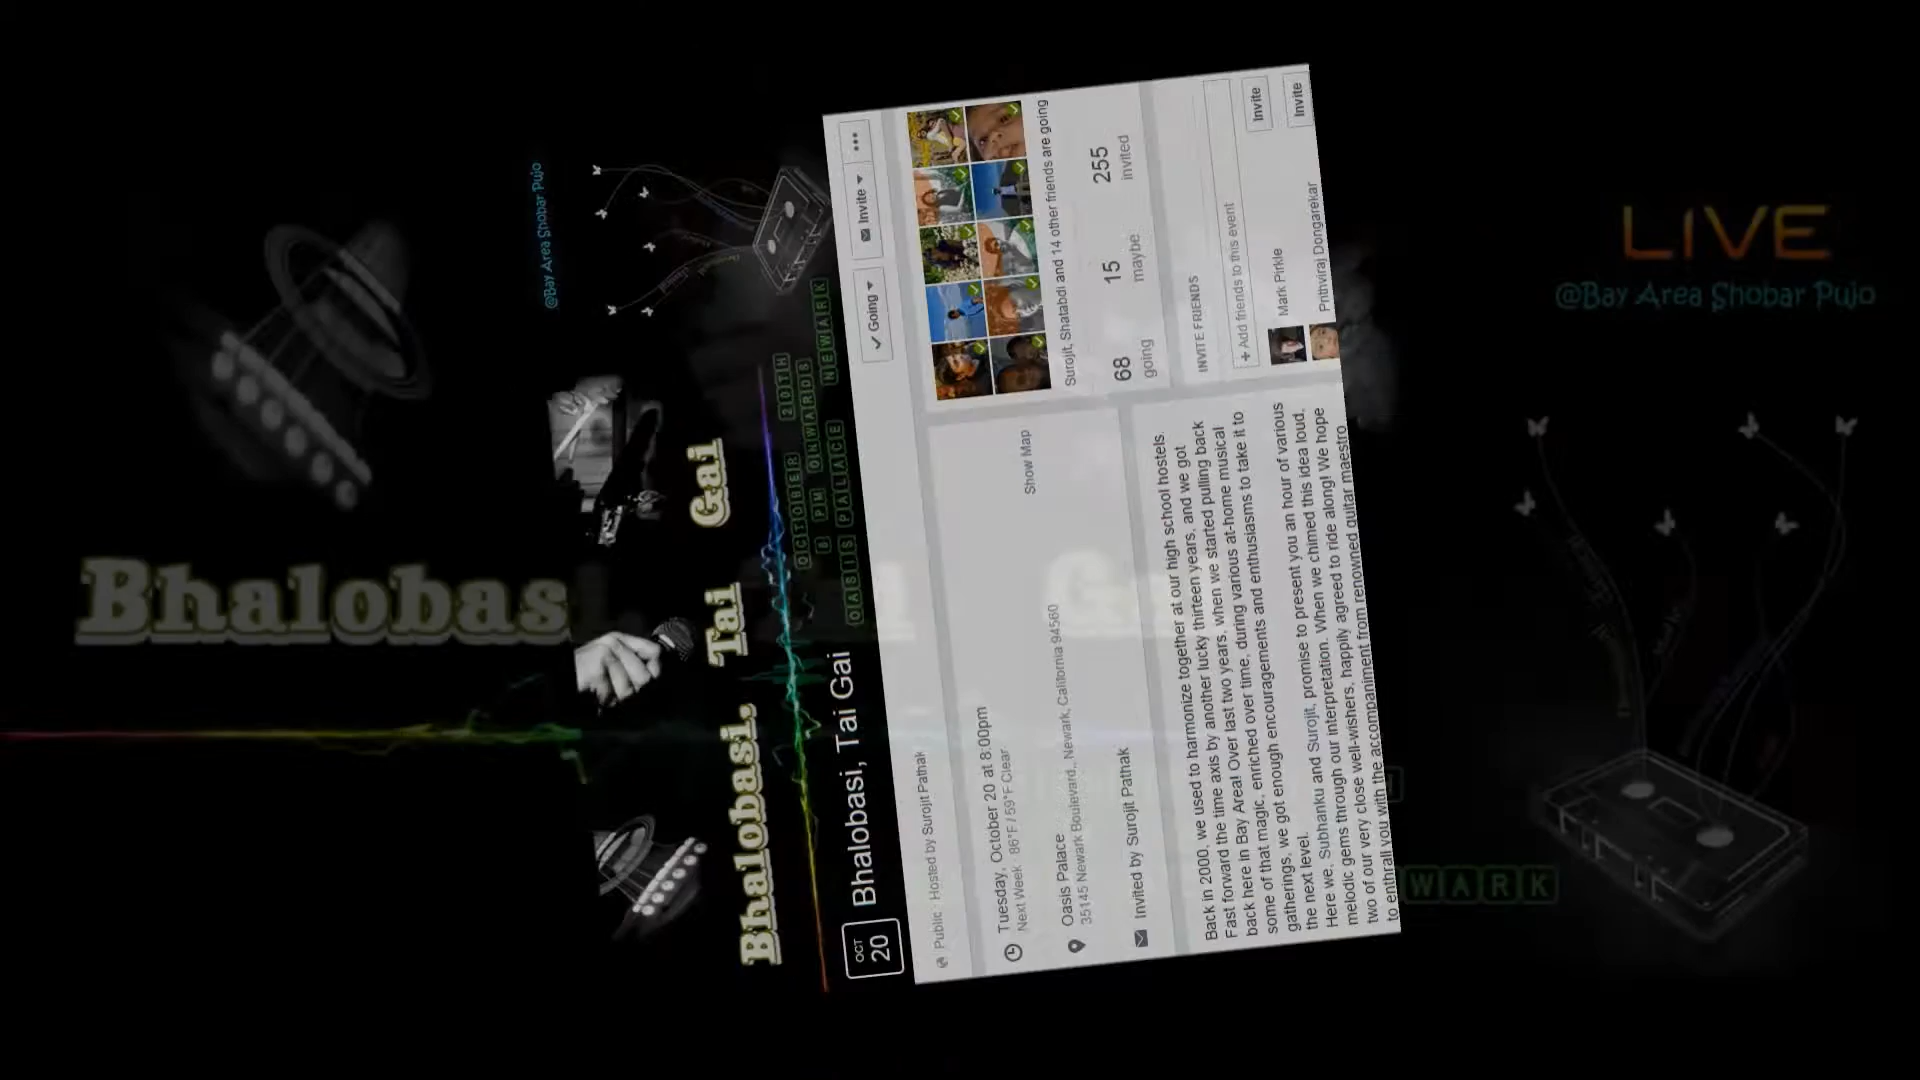 LIVE
@Bay Area Shobar Pujo
Bhalobas
WARK
@Bay Area Shobar Pujo
Bhalobasi, Tai Gai
OCTOBER 20TH
8 PM ONWARDS
OASIS PALACE NEWARK
OCT
20
Bhalobasi, Tai Gai
✓ Going
Invite
...
Public · Hosted by Surojit Pathak
Tuesday, October 20 at 8:00pm
Next Week · 86°F / 59°F Clear
Oasis Palace
35145 Newark Boulevard,, Newark, California 94560
Show Map
Invited by Surojit Pathak
Back in 2000, we used to harmonize together at our high school hostels.
Fast forward the time axis by another lucky thirteen years, and we got
back here in Bay Area! Over last two years, when we started pulling back
some of that magic, enriched over time, during various at-home musical
gatherings, we got enough encouragements and enthusiasms to take it to
the next level.
Here we, Subhanku and Surojit, promise to present you an hour of various
melodic gems through our interpretation. When we chimed this idea loud,
two of our very close well-wishers, happily agreed to ride along! We hope
to enthrall you with the accompaniment from renowned guitar maestro
Surojit, Shatabdi and 14 other friends are going
68 15 255
going maybe invited
INVITE FRIENDS
+ Add friends to this event
Mark Pirkle Invite
Prithviraj Dongarekar Invite